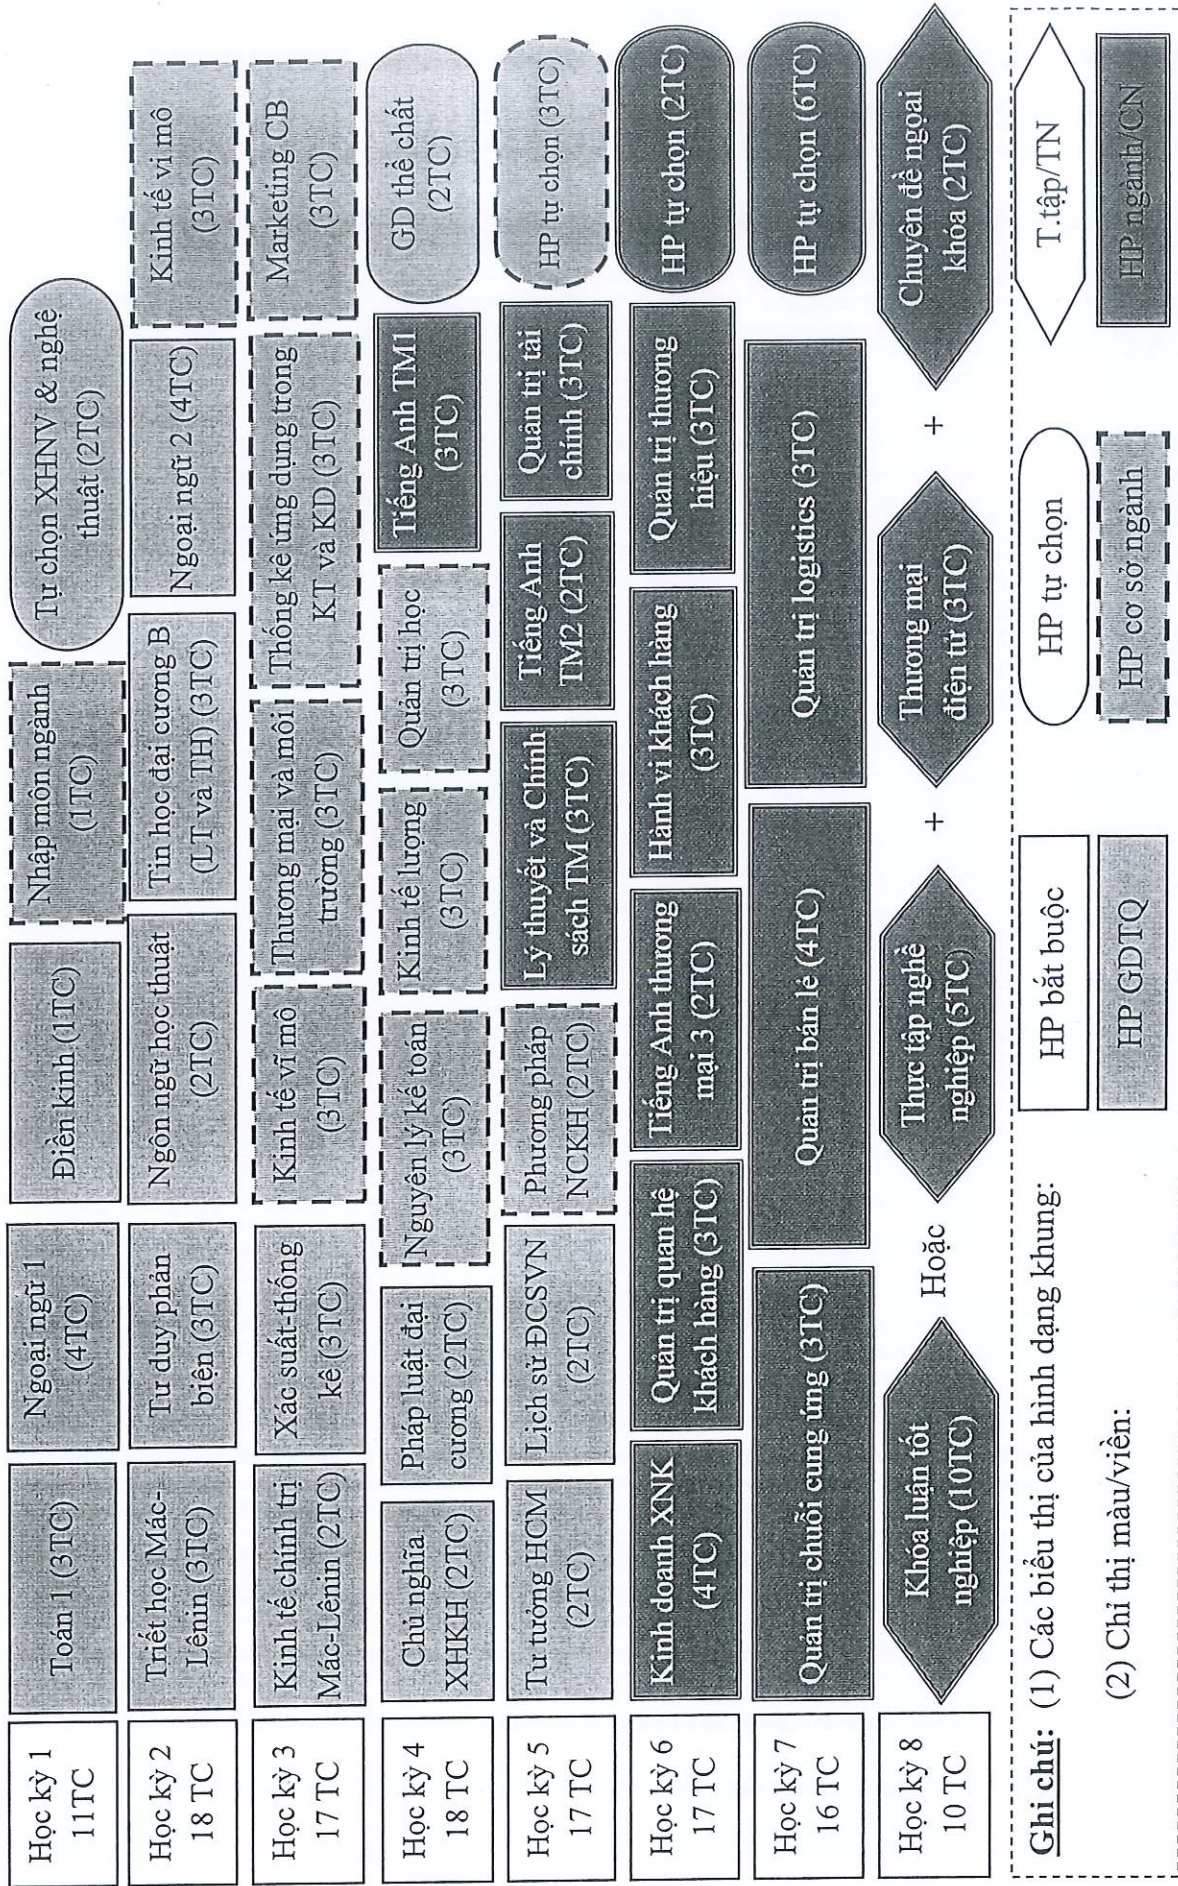 Học kỳ 1
11TC
Toán 1 (3TC)
Ngoại ngữ 1
(4TC)
Điền kinh (1TC)
Nhập môn ngành
(1TC)
Tự chọn XHNV & nghệ
thuật (2TC)
Học kỳ 2
18 TC
Triết học Mác-
Lênin (3TC)
Tư duy phản
biện (3TC)
Ngôn ngữ học thuật
(2TC)
Tin học đại cương B
(LT và TH) (3TC)
Ngoại ngữ 2 (4TC)
Kinh tế vi mô
(3TC)
Học kỳ 3
17 TC
Kinh tế chính trị
Mác-Lênin (2TC)
Xác suất-thống
kê (3TC)
Kinh tế vĩ mô
(3TC)
Thương mại và môi
trường (3TC)
Thống kê ứng dụng trong
KT và KD (3TC)
Marketing CB
(3TC)
Học kỳ 4
18 TC
Chủ nghĩa
XHKH (2TC)
Pháp luật đại
cương (2TC)
Nguyên lý kế toán
(3TC)
Kinh tế lượng
(3TC)
Quản trị học
(3TC)
Tiếng Anh TM1
(3TC)
GD thể chất
(2TC)
Học kỳ 5
17 TC
Tư tưởng HCM
(2TC)
Lịch sử ĐCSVN
(2TC)
Phương pháp
NCKH (2TC)
Lý thuyết và Chính
sách TM (3TC)
Tiếng Anh
TM2 (2TC)
Quản trị tài
chính (3TC)
HP tự chọn (3TC)
Học kỳ 6
17 TC
Kinh doanh XNK
(4TC)
Quản trị quan hệ
khách hàng (3TC)
Tiếng Anh thương
mại 3 (2TC)
Hành vi khách hàng
(3TC)
Quản trị thương
hiệu (3TC)
HP tự chọn (2TC)
Học kỳ 7
16 TC
Quản trị chuỗi cung ứng (3TC)
Quản trị bán lẻ (4TC)
Quản trị logistics (3TC)
HP tự chọn (6TC)
Học kỳ 8
10 TC
Khóa luận tốt
nghiệp (10TC)
Hoặc
Thực tập nghề
nghiệp (5TC)
+
Thương mại
điện tử (3TC)
+
Chuyên đề ngoại
khóa (2TC)
Ghi chú: (1) Các biểu thị của hình dạng khung:
HP bắt buộc
HP tự chọn
T.tập/TN
(2) Chỉ thị màu/viền:
HP GDTQ
HP cơ sở ngành
HP ngành/CN